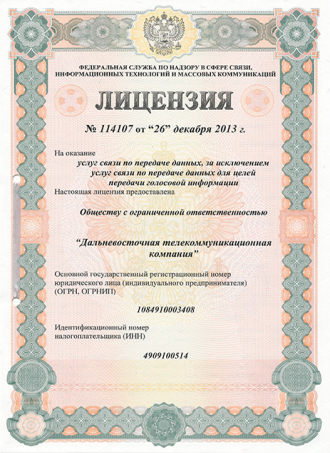 ФЕДЕРАЛЬНАЯ СЛУЖБА ПО НАДЗОРУ В СФЕРЕ СВЯЗИ,
ИНФОРМАЦИОННЫХ ТЕХНОЛОГИЙ И МАССОВЫХ КОММУНИКАЦИЙ
ЛИЦЕНЗИЯ
№ 114107 от “26” декабря 2013 г.
На оказание
услуг связи по передаче данных, за исключением
услуг связи по передаче данных для целей
передачи голосовой информации
Настоящая лицензия предоставлена
Обществу с ограниченной ответственностью
“Дальневосточная телекоммуникационная
компания”
Основной государственный регистрационный номер
юридического лица (индивидуального предпринимателя)
(ОГРН, ОГРНИП)
1084910003408
Идентификационный номер
налогоплательщика (ИНН)
4909100514